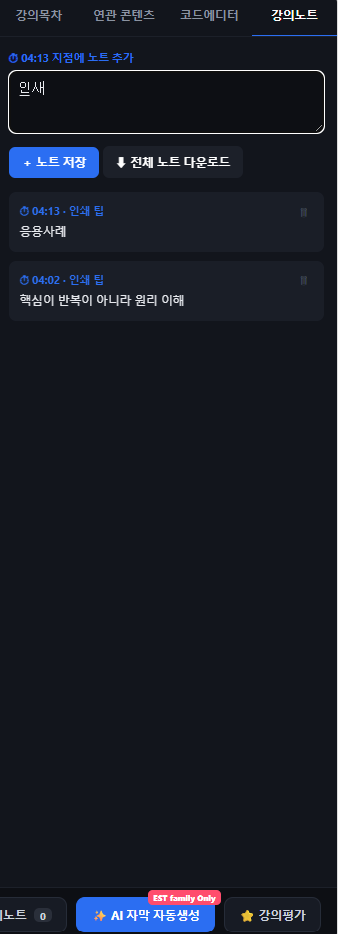 강의목차 연관 콘텐츠 코드에디터 강의노트
04:13 지점에 노트 추가
인새
+ 노트 저장 전체 노트 다운로드
04:13 · 인쇄 팁
응용사례
04:02 · 인쇄 팁
핵심이 반복이 아니라 원리 이해
EST family Only
노트 0 AI 자막 자동생성 강의평가